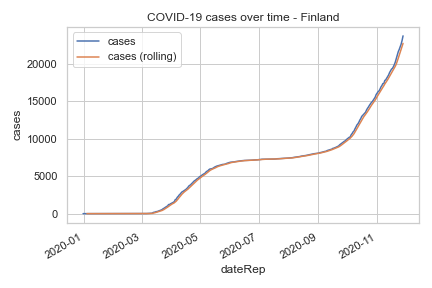 COVID-19 cases over time - Finland
cases
cases (rolling)
20000
15000
10000
5000
0
cases
2020-01
2020-03
2020-05
2020-07
2020-09
2020-11
dateRep